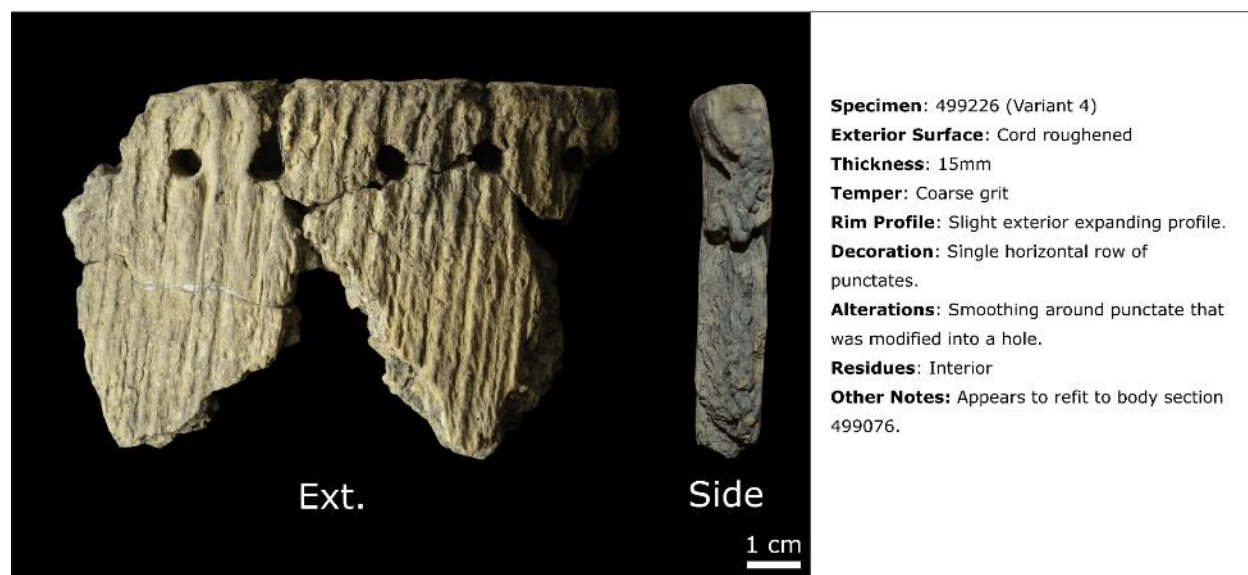 Ext.
Side
1 cm
Specimen: 499226 (Variant 4)
Exterior Surface: Cord roughened
Thickness: 15mm
Temper: Coarse grit
Rim Profile: Slight exterior expanding profile.
Decoration: Single horizontal row of
punctates.
Alterations: Smoothing around punctate that
was modified into a hole.
Residues: Interior
Other Notes: Appears to refit to body section
499076.